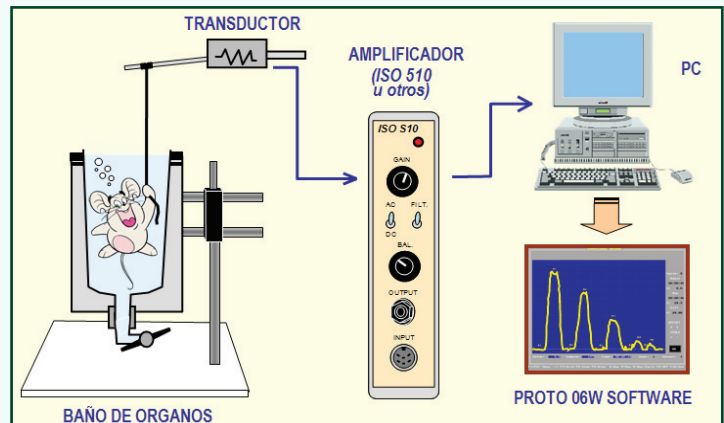 TRANSDUCTOR
AMPLIFICADOR
(ISO 510
u otros)
PC
ISO S10
GAIN
AC
FILT.
DC
BAL.
OUTPUT
INPUT
BAÑO DE ORGANOS
PROTO 06W SOFTWARE